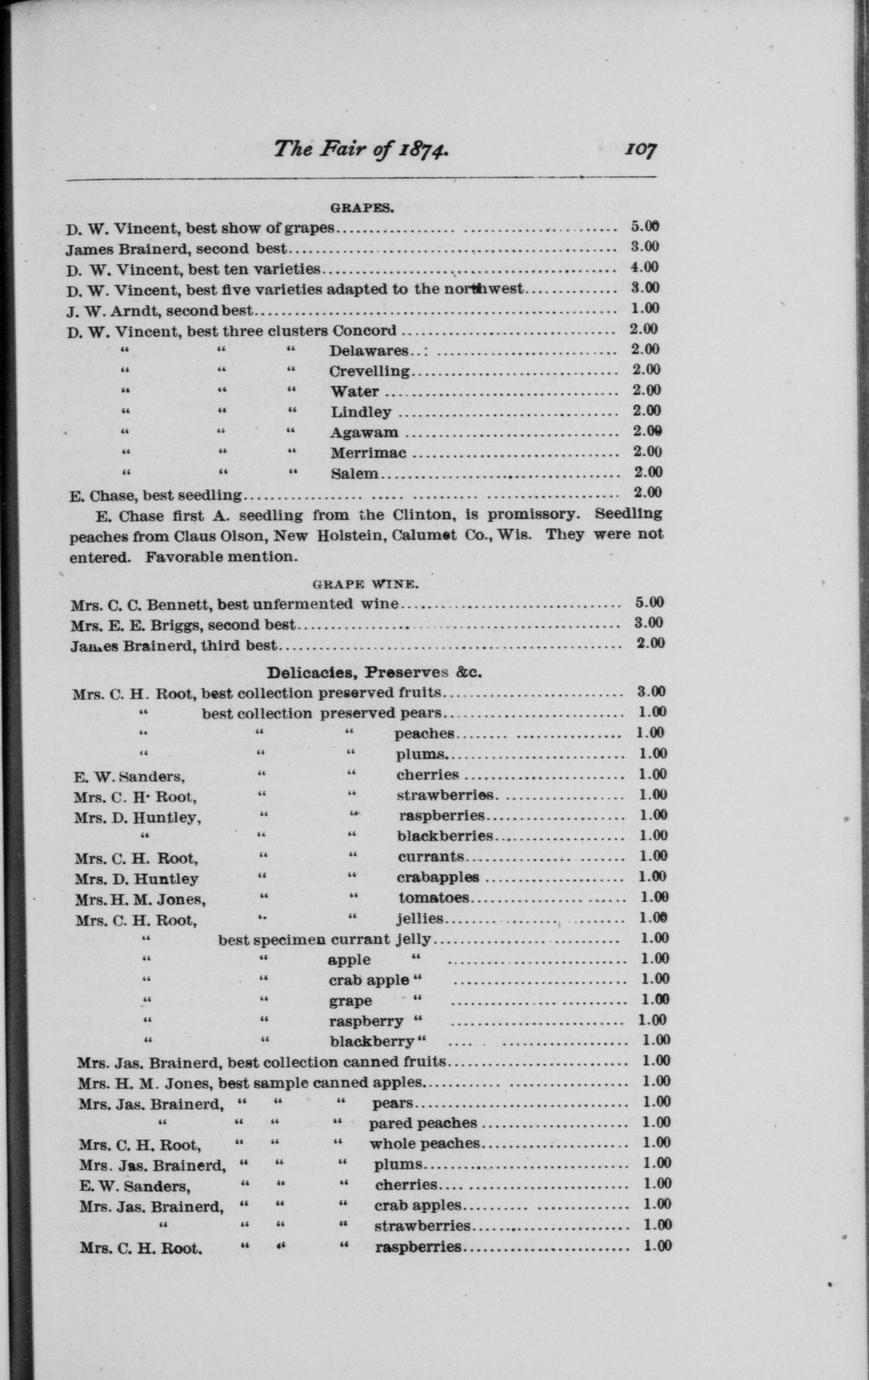 The Fair of 1874. 107
GRAPES.
D. W. Vincent, best show of grapes.................. ........................ 5.00
James Brainerd, second best.................................................. 3.00
D. W. Vincent, best ten varieties............................................. 4.00
D. W. Vincent, best five varieties adapted to the northwest.............. 3.00
J. W. Arndt, second best....................................................... 1.00
D. W. Vincent, best three clusters Concord ................................ 2.00
“ “ “ Delawares..: ........................... 2.00
“ “ “ Crevelling............................... 2.00
“ “ “ Water ................................... 2.00
“ “ “ Lindley ................................. 2.00
“ “ “ Agawam ................................ 2.00
“ “ “ Merrimac ............................... 2.00
“ “ “ Salem.................................... 2.00
E. Chase, best seedling.................. ..... .......... .................... 2.00
E. Chase first A. seedling from the Clinton, is promissory. Seedling
peaches from Claus Olson, New Holstein, Calumet Co., Wis. They were not
entered. Favorable mention.
GRAPE WINE.
Mrs. C. C. Bennett, best unfermented wine................................. 5.00
Mrs. E. E. Briggs, second best................. ............................ 3.00
James Brainerd, third best.................................................... 2.00
Delicacies, Preserves &c.
Mrs. C. H. Root, best collection preserved fruits........................... 3.00
“ best collection preserved pears........................... 1.00
“ “ “ peaches........ ................ 1.00
“ “ “ plums........................... 1.00
E. W. Sanders, “ “ cherries ........................ 1.00
Mrs. C. H. Root, “ “ strawberries. .................. 1.00
Mrs. D. Huntley, “ “ raspberries..................... 1.00
“ “ “ blackberries.................... 1.00
Mrs. C. H. Root, “ “ currants................ ....... 1.00
Mrs. D. Huntley “ “ crabapples ..................... 1.00
Mrs. H. M. Jones, “ “ tomatoes................. ...... 1.00
Mrs. C. H. Root, “ “ jellies........ ........ ........ 1.00
“ best specimen currant jelly................. .......... 1.00
“ “ apple “ ........................... 1.00
“ “ crab apple “ .......................... 1.00
“ “ grape “ ................ .......... 1.00
“ “ raspberry “ .......................... 1.00
“ “ blackberry “ .... . ................... 1.00
Mrs. Jas. Brainerd, best collection canned fruits........................... 1.00
Mrs. H. M. Jones, best sample canned apples............ .................. 1.00
Mrs. Jas. Brainerd, “ “ “ pears................................ 1.00
“ “ “ “ pared peaches ...................... 1.00
Mrs. C. H. Root, “ “ “ whole peaches...................... 1.00
Mrs. Jas. Brainerd, “ “ “ plums............................... 1.00
E. W. Sanders, “ “ “ cherries.... ........................ 1.00
Mrs. Jas. Brainerd, “ “ “ crab apples.......... .............. 1.00
“ “ “ “ strawberries........................ 1.00
Mrs. C. H. Root. “ “ “ raspberries......................... 1.00